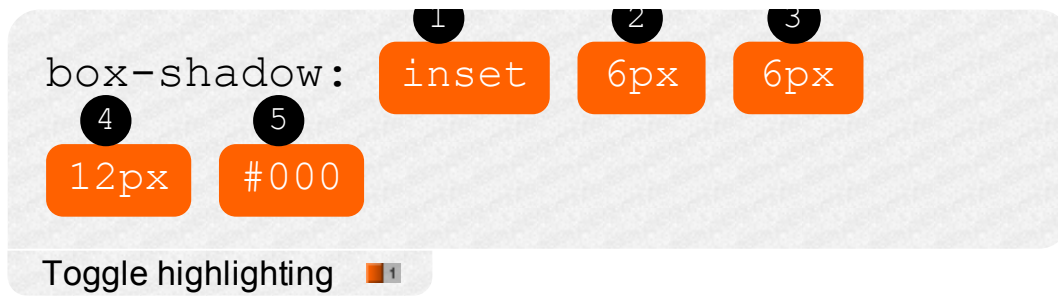 1 2 3
box-shadow: inset 6px 6px
4 5
12px #000
Toggle highlighting 1